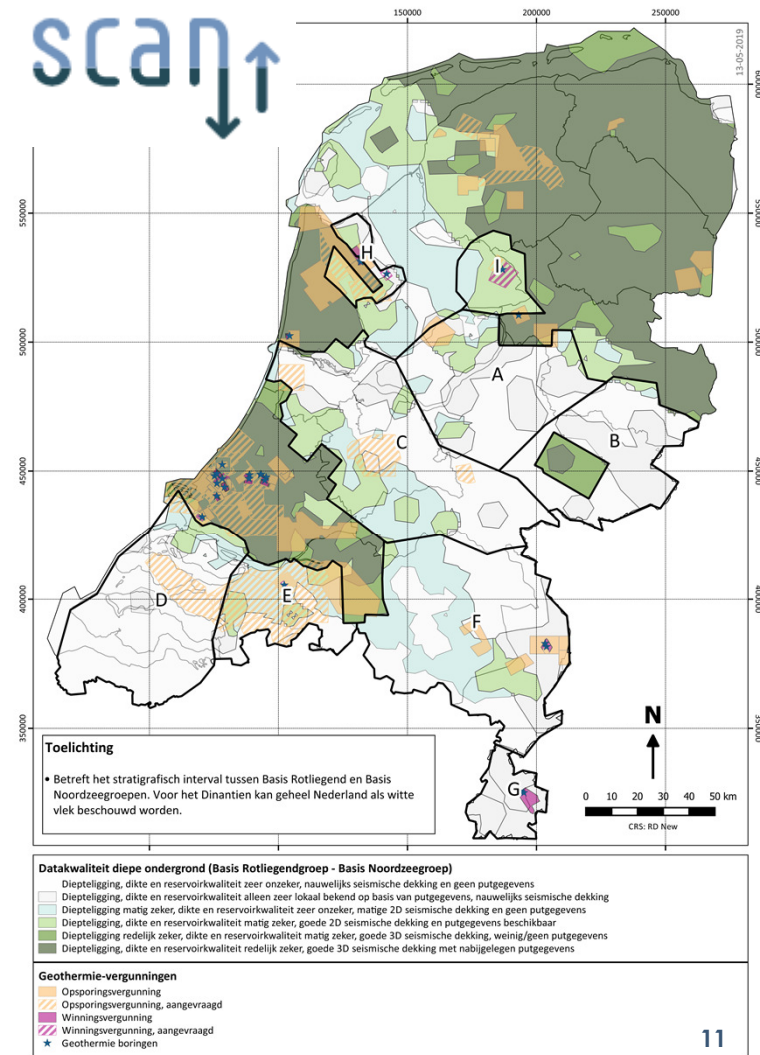 scan
150000 200000 250000
13-05-2019
600000
550000 550000
H
I
500000 500000
A
C
B
450000 450000
D
E
400000 400000
F
350000 350000
N
G
0 10 20 30 40 50 km
CRS: RD New
Toelichting
• Betreft het stratigrafisch interval tussen Basis Rotliegend en Basis
Noordzeegroepen. Voor het Dinantien kan geheel Nederland als witte
vlek beschouwd worden.
Datakwaliteit diepe ondergrond (Basis Rotliegendgroep - Basis Noordzeegroep)
Diepteligging, dikte en reservoirkwaliteit zeer onzeker, nauwelijks seismische dekking en geen putgegevens
Diepteligging, dikte en reservoirkwaliteit alleen zeer lokaal bekend op basis van putgegevens, nauwelijks seismische dekking
Diepteligging matig zeker, dikte en reservoirkwaliteit zeer onzeker, matige 2D seismische dekking en geen putgegevens
Diepteligging, dikte en reservoirkwaliteit matig zeker, goede 2D seismische dekking en putgegevens beschikbaar
Diepteligging redelijk zeker, dikte en reservoirkwaliteit matig zeker, goede 3D seismische dekking, weinig/geen putgegevens
Diepteligging, dikte en reservoirkwaliteit redelijk zeker, goede 3D seismische dekking met nabijgelegen putgegevens
Geothermie-vergunningen
Opsporingsvergunning
Opsporingsvergunning, aangevraagd
Winningsvergunning
Winningsvergunning, aangevraagd
Geothermie boringen
11